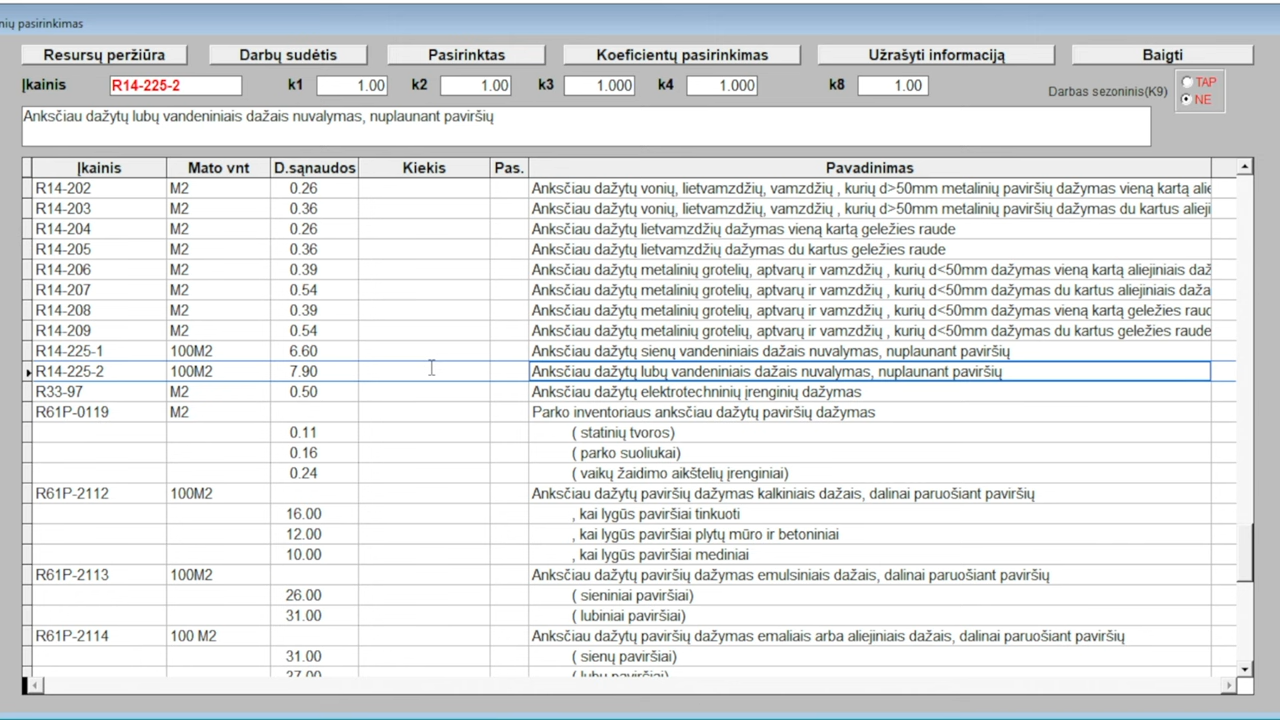 nių pasirinkimas
Resursų peržiūra Darbų sudėtis Pasirinktas Koeficientų pasirinkimas Užrašyti informaciją Baigti
Įkainis R14-225-2 k1 1.00 k2 1.00 k3 1.000 k4 1.000 k8 1.00 Darbas sezoninis(K9) TAP
NE
Anksčiau dažytų lubų vandeniniais dažais nuvalymas, nuplaunant paviršių
Įkainis Mato vnt D.sąnaudos Kiekis Pas. Pavadinimas
R14-202 M2 0.26 Anksčiau dažytų vonių, lietvamzdžių, vamzdžių , kurių d>50mm metalinių paviršių dažymas vieną kartą alie
R14-203 M2 0.36 Anksčiau dažytų vonių, lietvamzdžių, vamzdžių , kurių d>50mm metalinių paviršių dažymas du kartus alieji
R14-204 M2 0.26 Anksčiau dažytų lietvamzdžių dažymas vieną kartą geležies raude
R14-205 M2 0.36 Anksčiau dažytų lietvamzdžių dažymas du kartus geležies raude
R14-206 M2 0.39 Anksčiau dažytų metalinių grotelių, aptvarų ir vamzdžių , kurių d<50mm dažymas vieną kartą aliejiniais daž
R14-207 M2 0.54 Anksčiau dažytų metalinių grotelių, aptvarų ir vamzdžių , kurių d<50mm dažymas du kartus aliejiniais daža
R14-208 M2 0.39 Anksčiau dažytų metalinių grotelių, aptvarų ir vamzdžių , kurių d<50mm dažymas vieną kartą geležies rauc
R14-209 M2 0.54 Anksčiau dažytų metalinių grotelių, aptvarų ir vamzdžių , kurių d<50mm dažymas du kartus geležies raude
R14-225-1 100M2 6.60 Anksčiau dažytų sienų vandeniniais dažais nuvalymas, nuplaunant paviršių
R14-225-2 100M2 7.90 Anksčiau dažytų lubų vandeniniais dažais nuvalymas, nuplaunant paviršių
R33-97 M2 0.50 Anksčiau dažytų elektrotechninių įrenginių dažymas
R61P-0119 M2 Parko inventoriaus anksčiau dažytų paviršių dažymas
0.11 ( statinių tvoros)
0.16 ( parko suoliukai)
0.24 ( vaikų žaidimo aikštelių įrenginiai)
R61P-2112 100M2 Anksčiau dažytų paviršių dažymas kalkiniais dažais, dalinai paruošiant paviršių
16.00 , kai lygūs paviršiai tinkuoti
12.00 , kai lygūs paviršiai plytų mūro ir betoniniai
10.00 , kai lygūs paviršiai mediniai
R61P-2113 100M2 Anksčiau dažytų paviršių dažymas emulsiniais dažais, dalinai paruošiant paviršių
26.00 ( sieniniai paviršiai)
31.00 ( lubiniai paviršiai)
R61P-2114 100 M2 Anksčiau dažytų paviršių dažymas emaliais arba aliejiniais dažais, dalinai paruošiant paviršių
31.00 ( sienų paviršiai)
37.00 ( lubų paviršiai)